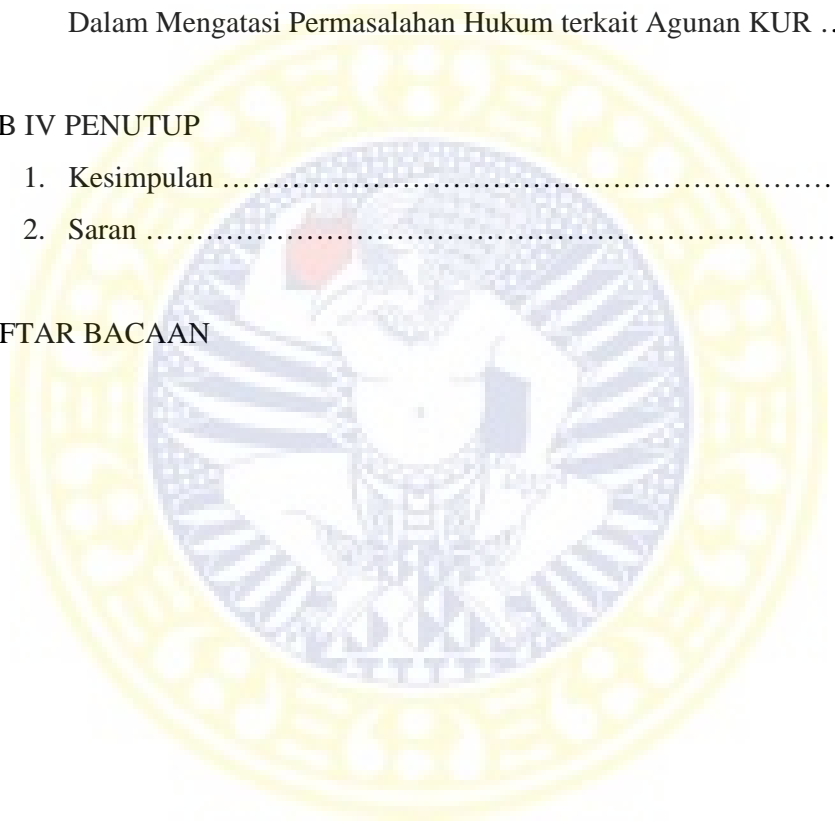 Dalam Mengatasi Permasalahan Hukum terkait Agunan KUR …
B IV PENUTUP
1. Kesimpulan ……………………………………………………
2. Saran ……………………………………………………………
FTAR BACAAN